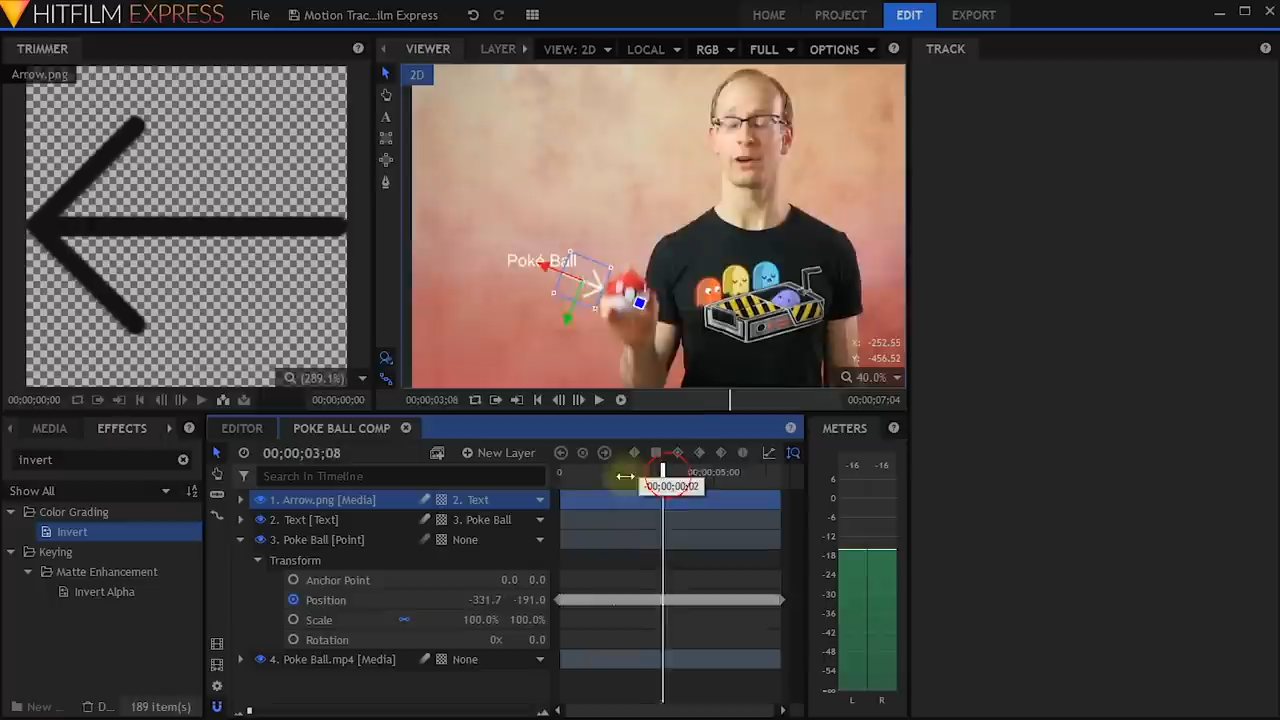 HITFILM EXPRESS File Motion Trac...ilm Express HOME PROJECT EDIT EXPORT
TRIMMER VIEWER LAYER VIEW: 2D LOCAL RGB FULL OPTIONS TRACK
Arrow.png 2D
Poké Ball
X: -252.55
Y: -456.52
(289.1%) 40.0%
00;00;00;00 00;00;00;00 00;00;03;08 00;00;07;04
MEDIA EFFECTS EDITOR POKE BALL COMP METERS
invert 00;00;03;08 New Layer -16 -16
Search in Timeline 0 00;00;05;00
-00;00;00;02
Show All
Color Grading
Invert
Keying
Matte Enhancement
Invert Alpha
1. Arrow.png [Media] 2. Text
2. Text [Text] 3. Poke Ball
3. Poke Ball [Point] None
Transform
Anchor Point 0.0 0.0
Position -331.7 -191.0
Scale 100.0% 100.0%
Rotation 0x 0.0
4. Poke Ball.mp4 [Media] None
6
0
-6
-12
-18
-24
-30
-36
-42
-48
-∞
L R
New ... D... 189 item(s)